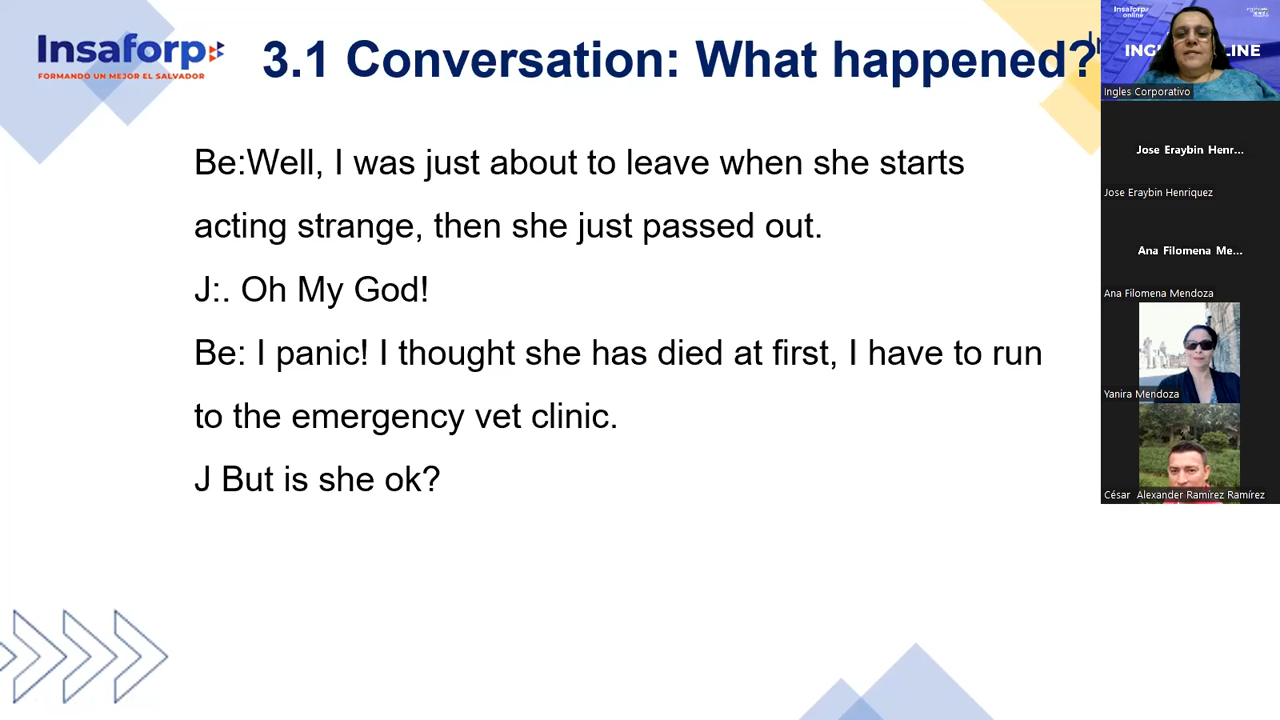 Insaforp
FORMANDO UN MEJOR EL SALVADOR
3.1 Conversation: What happened?
Be:Well, I was just about to leave when she starts
acting strange, then she just passed out.
J:. Oh My God!
Be: I panic! I thought she has died at first, I have to run
to the emergency vet clinic.
J But is she ok?
Insaforp
online
Ingles Corporativo
Jose Eraybin Henr...
Jose Eraybin Henriquez
Ana Filomena Me...
Ana Filomena Mendoza
Yanira Mendoza
César Alexander Ramírez Ramírez